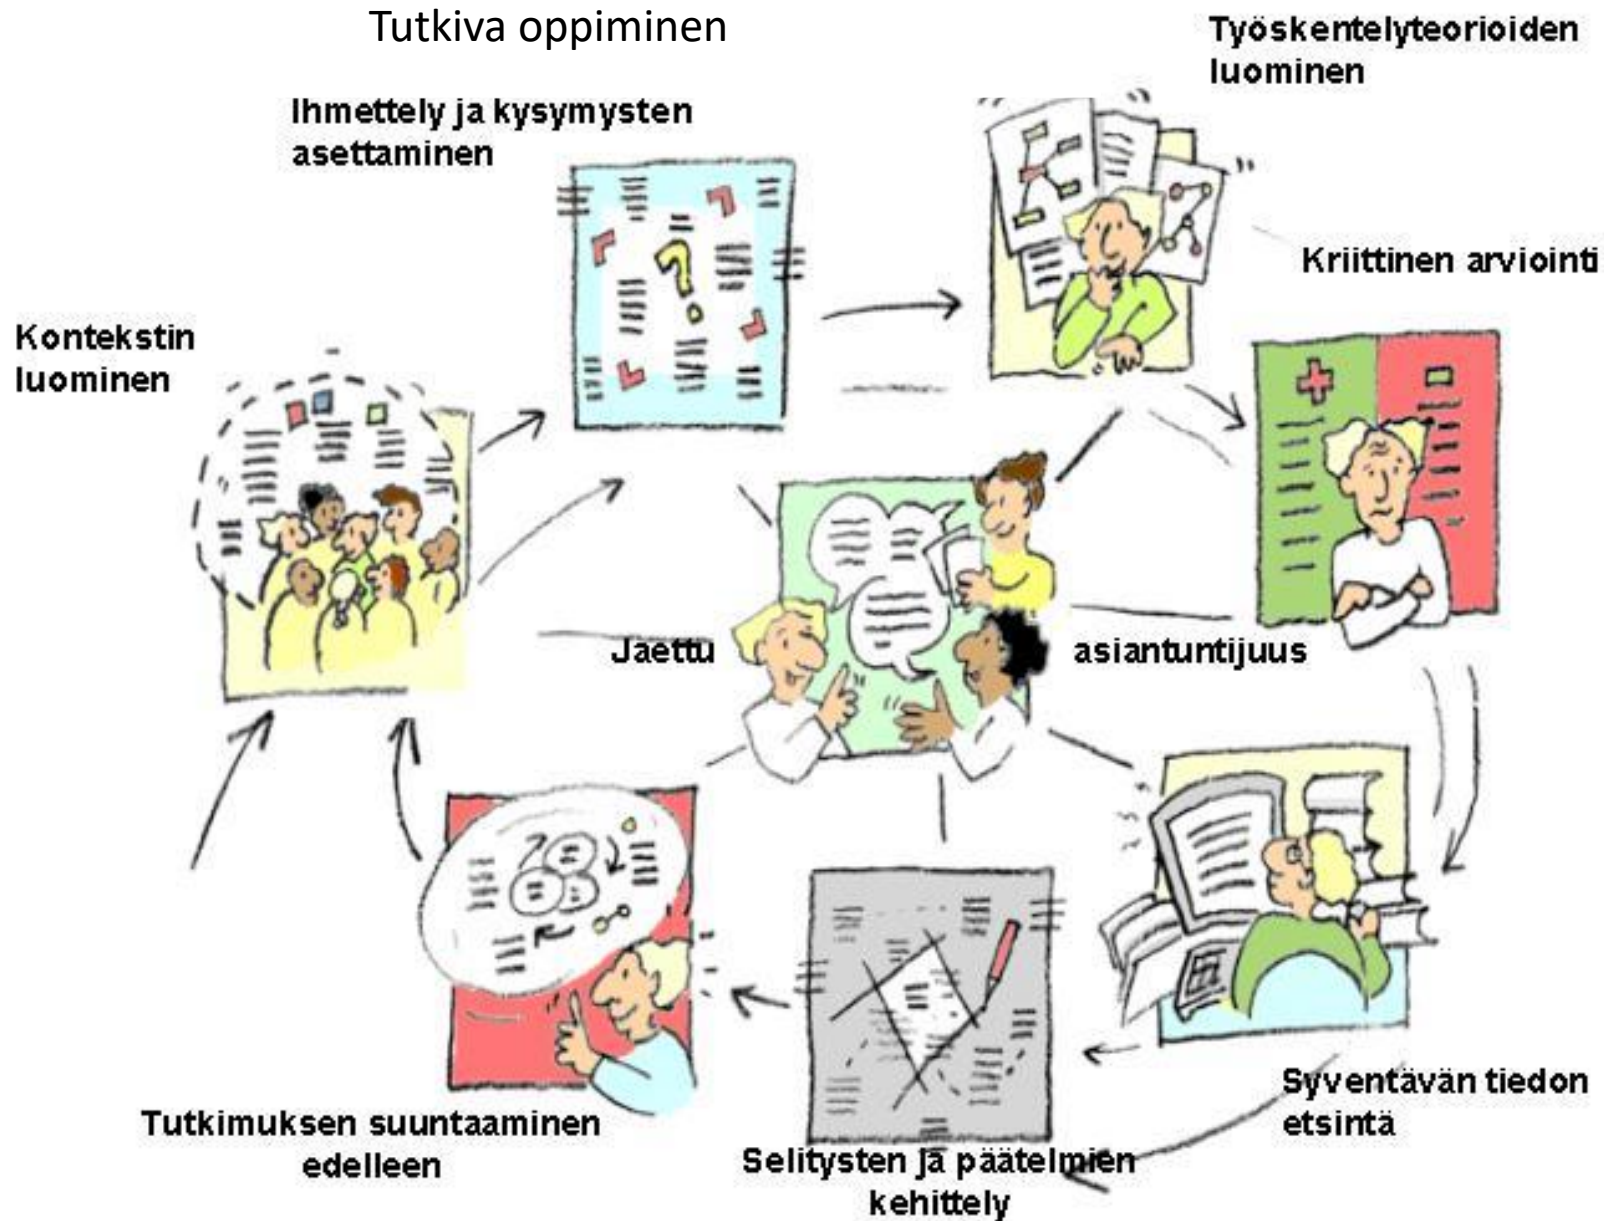 Tutkiva oppiminen
Työskentelyteorioiden
luominen
Ihmettely ja kysymysten
asettaminen
Kriittinen arviointi
Kontekstin
luominen
Jaettu asiantuntijuus
Syventävän tiedon
etsintä
Tutkimuksen suuntaaminen
edelleen
Selitysten ja päätelmien
kehittely